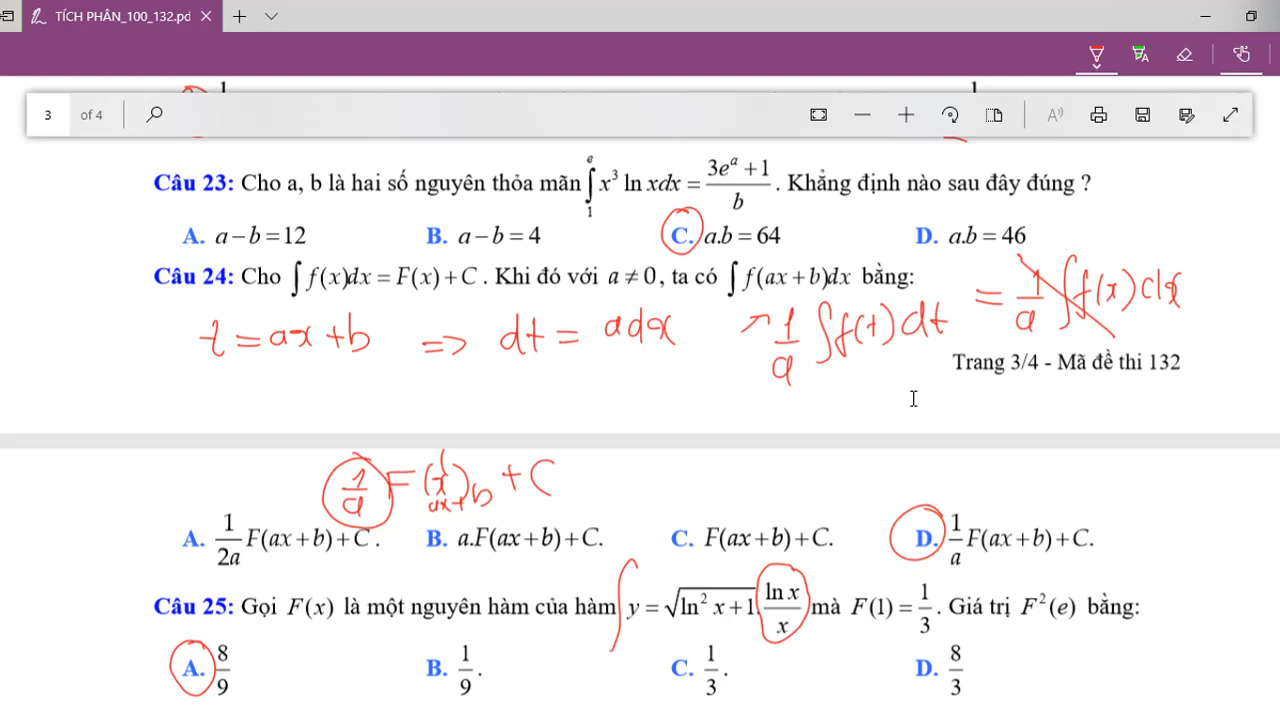 TÍCH PHÂN_100_132.pd
3 of 4
1 1
Câu 23: Cho a, b là hai số nguyên thỏa mãn ∫₁ᵉ x³ ln xdx = (3eᵃ + 1)/b . Khẳng định nào sau đây đúng ?
A. a − b = 12 B. a − b = 4 C. a.b = 64 D. a.b = 46
Câu 24: Cho ∫ f(x)dx = F(x) + C . Khi đó với a ≠ 0, ta có ∫ f(ax + b)dx bằng:
= 1/a ∫ f(x) dx
t = ax + b => dt = adx 1/a ∫ f(t) dt
Trang 3/4 - Mã đề thi 132
1/a F( ax+b ) + C
A. 1/2a F(ax + b) + C . B. a.F(ax + b) + C. C. F(ax + b) + C. D. 1/a F(ax + b) + C.
Câu 25: Gọi F(x) là một nguyên hàm của hàm ∫ y = √(ln² x + 1) . ln x/x mà F(1) = 1/3 . Giá trị F²(e) bằng:
A. 8/9 B. 1/9 . C. 1/3 . D. 8/3